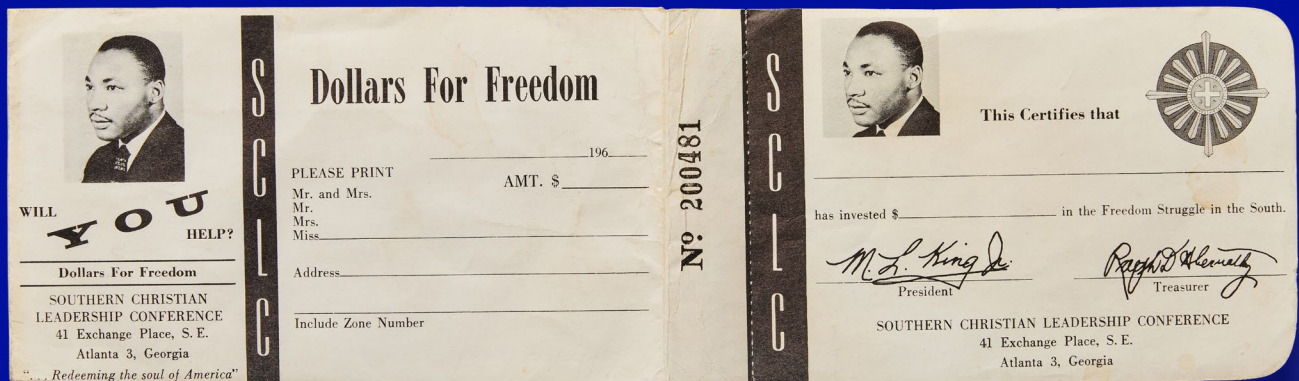 WILL
YOU
HELP?
Dollars For Freedom
SOUTHERN CHRISTIAN
LEADERSHIP CONFERENCE
41 Exchange Place, S. E.
Atlanta 3, Georgia
". . . Redeeming the soul of America"
SCLC
Dollars For Freedom
196
PLEASE PRINT
AMT. $
Mr. and Mrs.
Mr.
Mrs.
Miss
Address
Include Zone Number
Nº 200481
SCLC
This Certifies that
has invested $ in the Freedom Struggle in the South.
M. L. King Jr.
President
Ralph D Abernathy
Treasurer
SOUTHERN CHRISTIAN LEADERSHIP CONFERENCE
41 Exchange Place, S. E.
Atlanta 3, Georgia